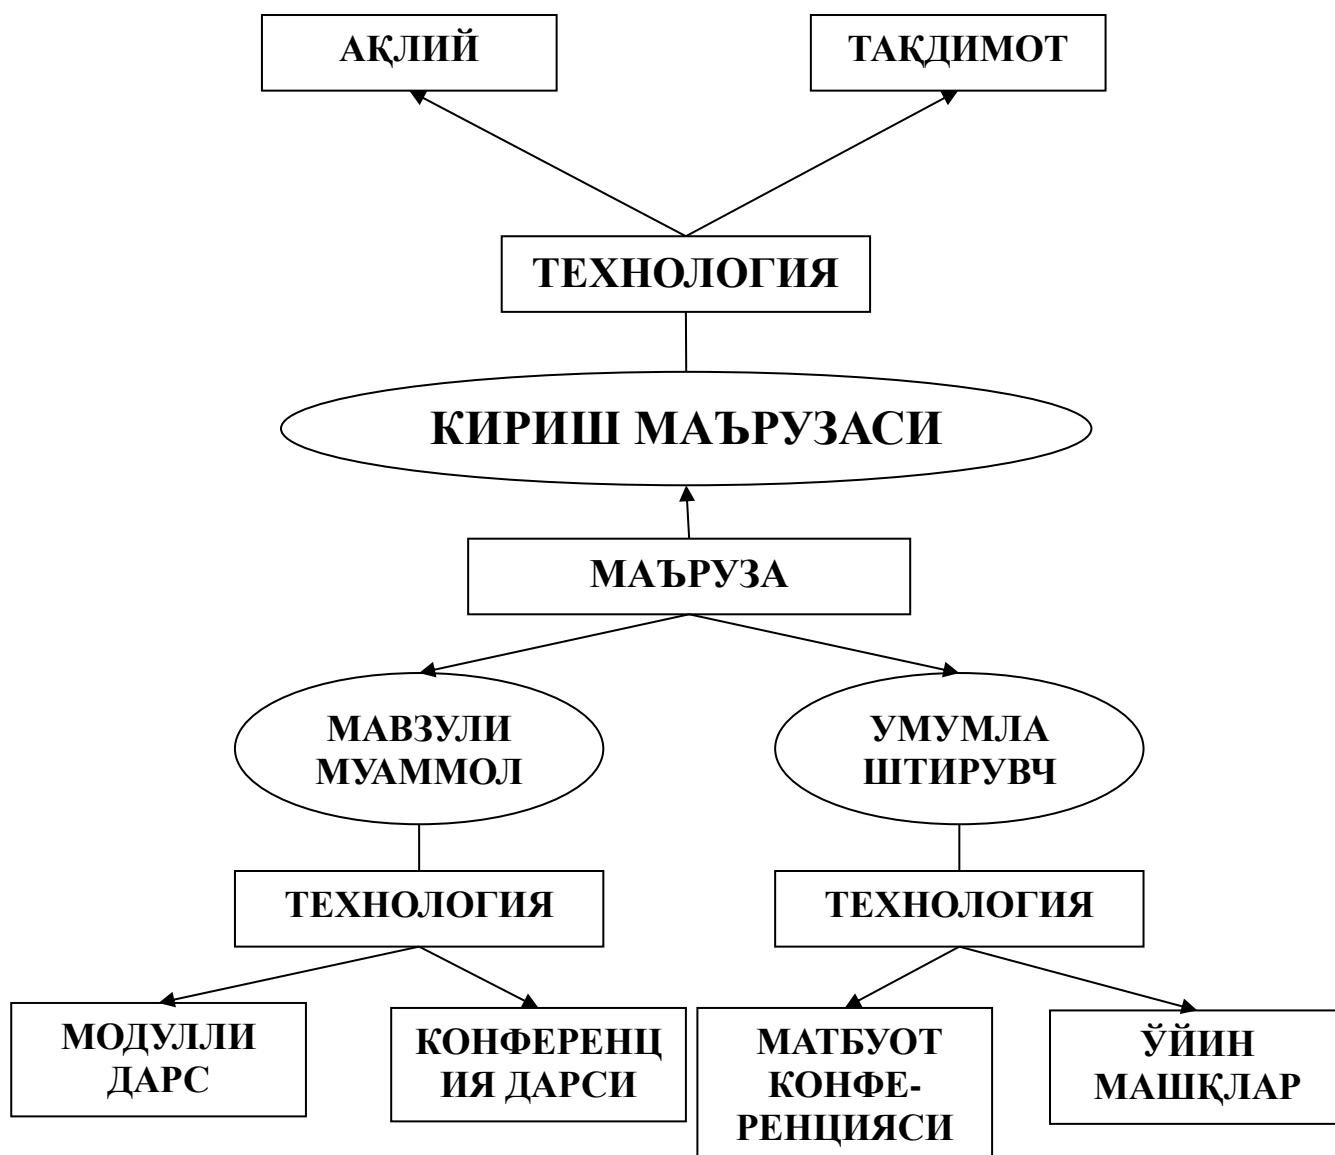 АҚЛИЙ
ТАҚДИМОТ
ТЕХНОЛОГИЯ
КИРИШ МАЪРУЗАСИ
МАЪРУЗА
МАВЗУЛИ
МУАММОЛ
УМУМЛА
ШТИРУВЧ
ТЕХНОЛОГИЯ
ТЕХНОЛОГИЯ
МОДУЛЛИ
ДАРС
КОНФЕРЕНЦ
ИЯ ДАРСИ
МАТБУОТ
КОНФЕ-
РЕНЦИЯСИ
ЎЙИН
МАШҚЛАР